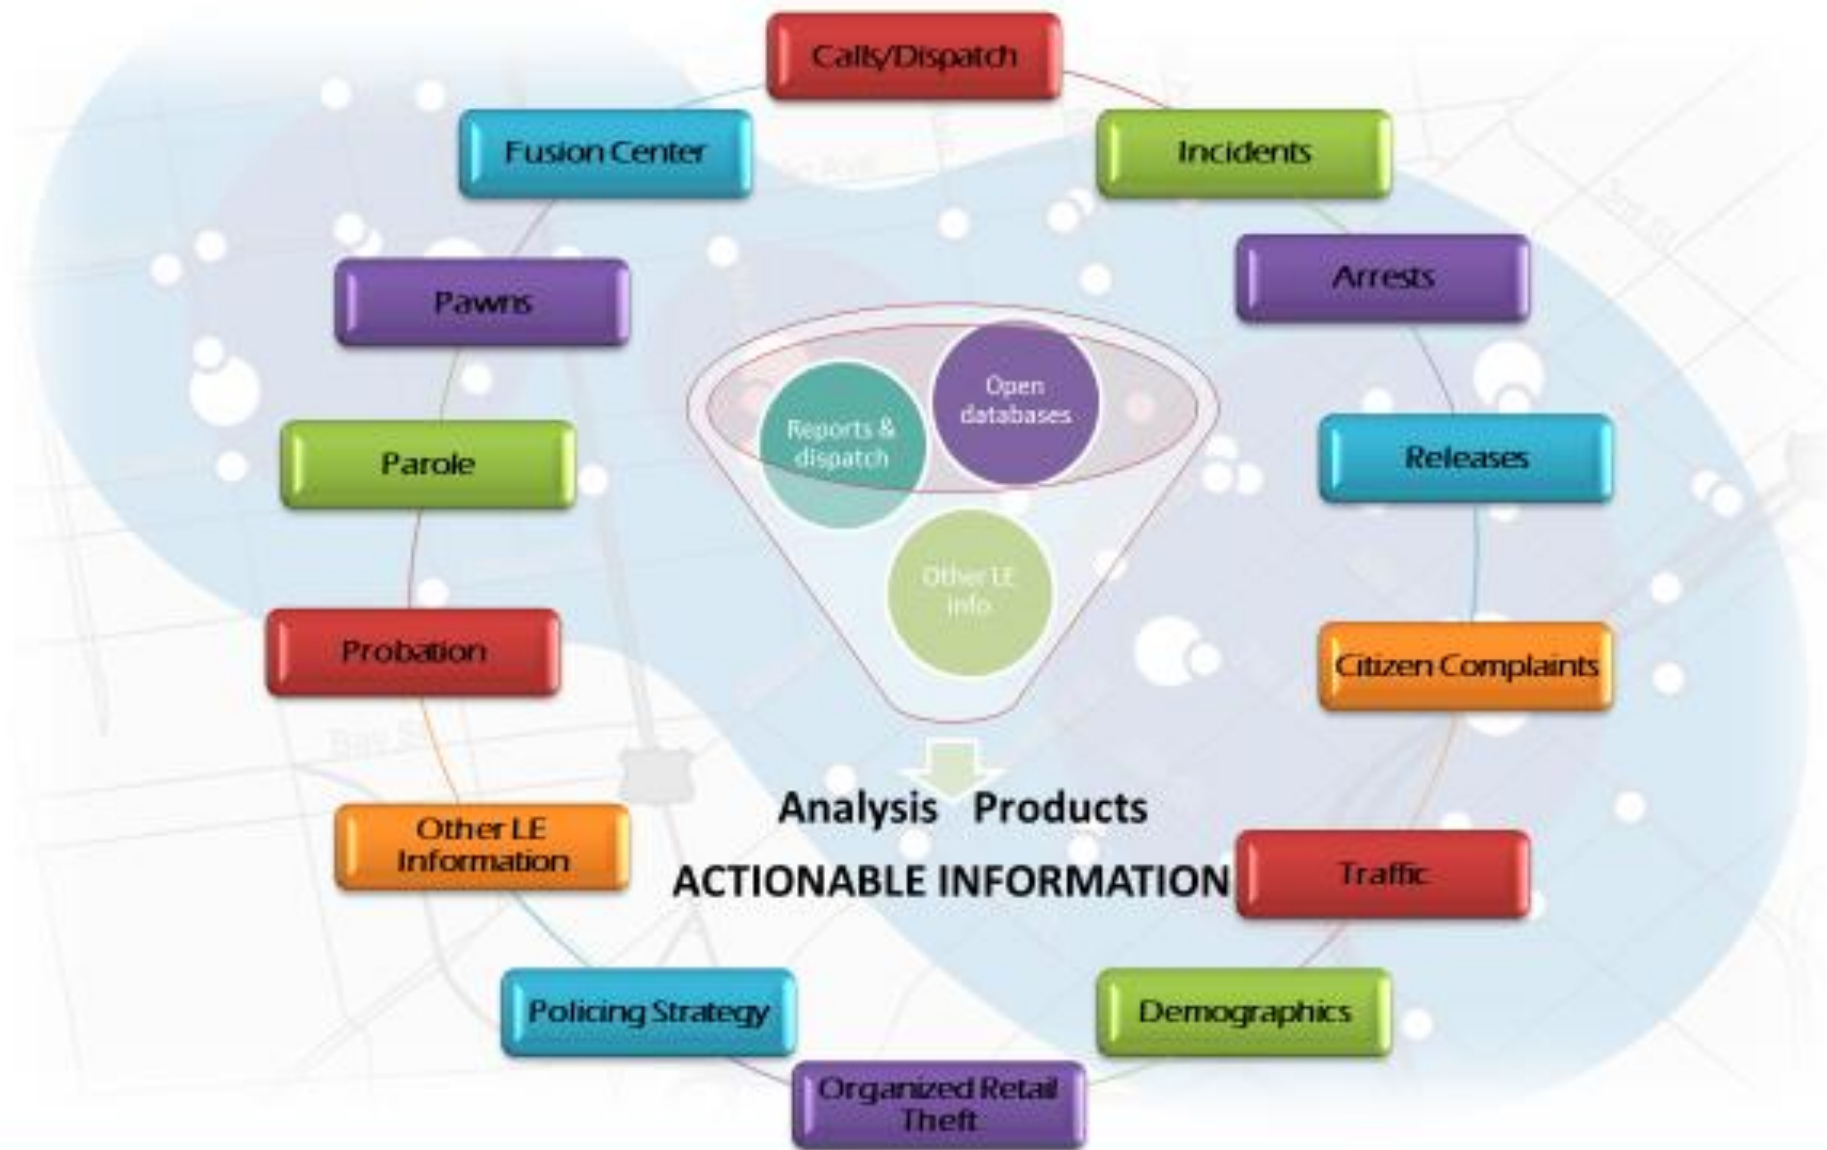 Calls/Dispatch
Fusion Center
Incidents
Pawns
Arrests
Open
databases
Reports &
dispatch
Parole
Releases
Other LE
info
Probation
Citizen Complaints
Analysis Products
Other LE
Information
ACTIONABLE INFORMATION
Traffic
Policing Strategy
Demographics
Organized Retail
Theft